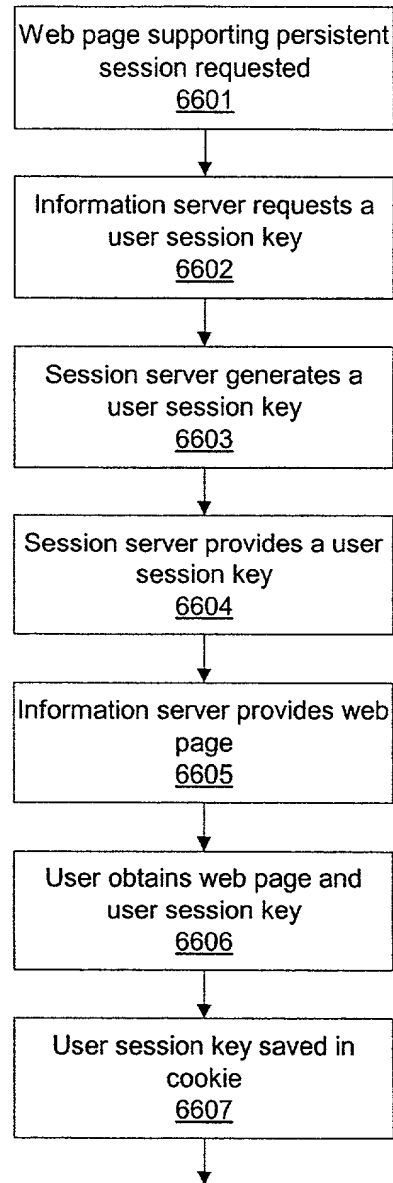 Web page supporting persistent
session requested
6601
Information server requests a
user session key
6602
Session server generates a
user session key
6603
Session server provides a user
session key
6604
Information server provides web
page
6605
User obtains web page and
user session key
6606
User session key saved in
cookie
6607